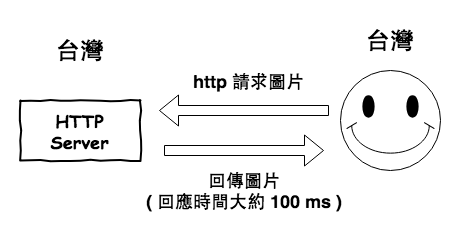 台灣
台灣
http 請求圖片
HTTP
Server
回傳圖片
( 回應時間大約 100 ms )